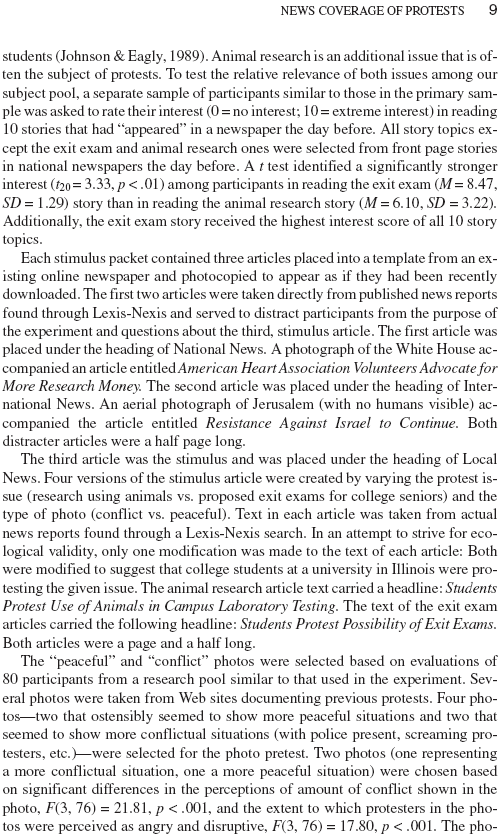 NEWS COVERAGE OF PROTESTS 9
students (Johnson & Eagly, 1989). Animal research is an additional issue that is of-
ten the subject of protests. To test the relative relevance of both issues among our
subject pool, a separate sample of participants similar to those in the primary sam-
ple was asked to rate their interest (0 = no interest; 10 = extreme interest) in reading
10 stories that had “appeared” in a newspaper the day before. All story topics ex-
cept the exit exam and animal research ones were selected from front page stories
in national newspapers the day before. A t test identified a significantly stronger
interest (t20 = 3.33, p < .01) among participants in reading the exit exam (M = 8.47,
SD = 1.29) story than in reading the animal research story (M = 6.10, SD = 3.22).
Additionally, the exit exam story received the highest interest score of all 10 story
topics.
Each stimulus packet contained three articles placed into a template from an ex-
isting online newspaper and photocopied to appear as if they had been recently
downloaded. The first two articles were taken directly from published news reports
found through Lexis-Nexis and served to distract participants from the purpose of
the experiment and questions about the third, stimulus article. The first article was
placed under the heading of National News. A photograph of the White House ac-
companied an article entitled American Heart Association Volunteers Advocate for
More Research Money. The second article was placed under the heading of Inter-
national News. An aerial photograph of Jerusalem (with no humans visible) ac-
companied the article entitled Resistance Against Israel to Continue. Both
distracter articles were a half page long.
The third article was the stimulus and was placed under the heading of Local
News. Four versions of the stimulus article were created by varying the protest is-
sue (research using animals vs. proposed exit exams for college seniors) and the
type of photo (conflict vs. peaceful). Text in each article was taken from actual
news reports found through a Lexis-Nexis search. In an attempt to strive for eco-
logical validity, only one modification was made to the text of each article: Both
were modified to suggest that college students at a university in Illinois were pro-
testing the given issue. The animal research article text carried a headline: Students
Protest Use of Animals in Campus Laboratory Testing. The text of the exit exam
articles carried the following headline: Students Protest Possibility of Exit Exams.
Both articles were a page and a half long.
The “peaceful” and “conflict” photos were selected based on evaluations of
80 participants from a research pool similar to that used in the experiment. Sev-
eral photos were taken from Web sites documenting previous protests. Four pho-
tos—two that ostensibly seemed to show more peaceful situations and two that
seemed to show more conflictual situations (with police present, screaming pro-
testers, etc.)—were selected for the photo pretest. Two photos (one representing
a more conflictual situation, one a more peaceful situation) were chosen based
on significant differences in the perceptions of amount of conflict shown in the
photo, F(3, 76) = 21.81, p < .001, and the extent to which protesters in the pho-
tos were perceived as angry and disruptive, F(3, 76) = 17.80, p < .001. The pho-